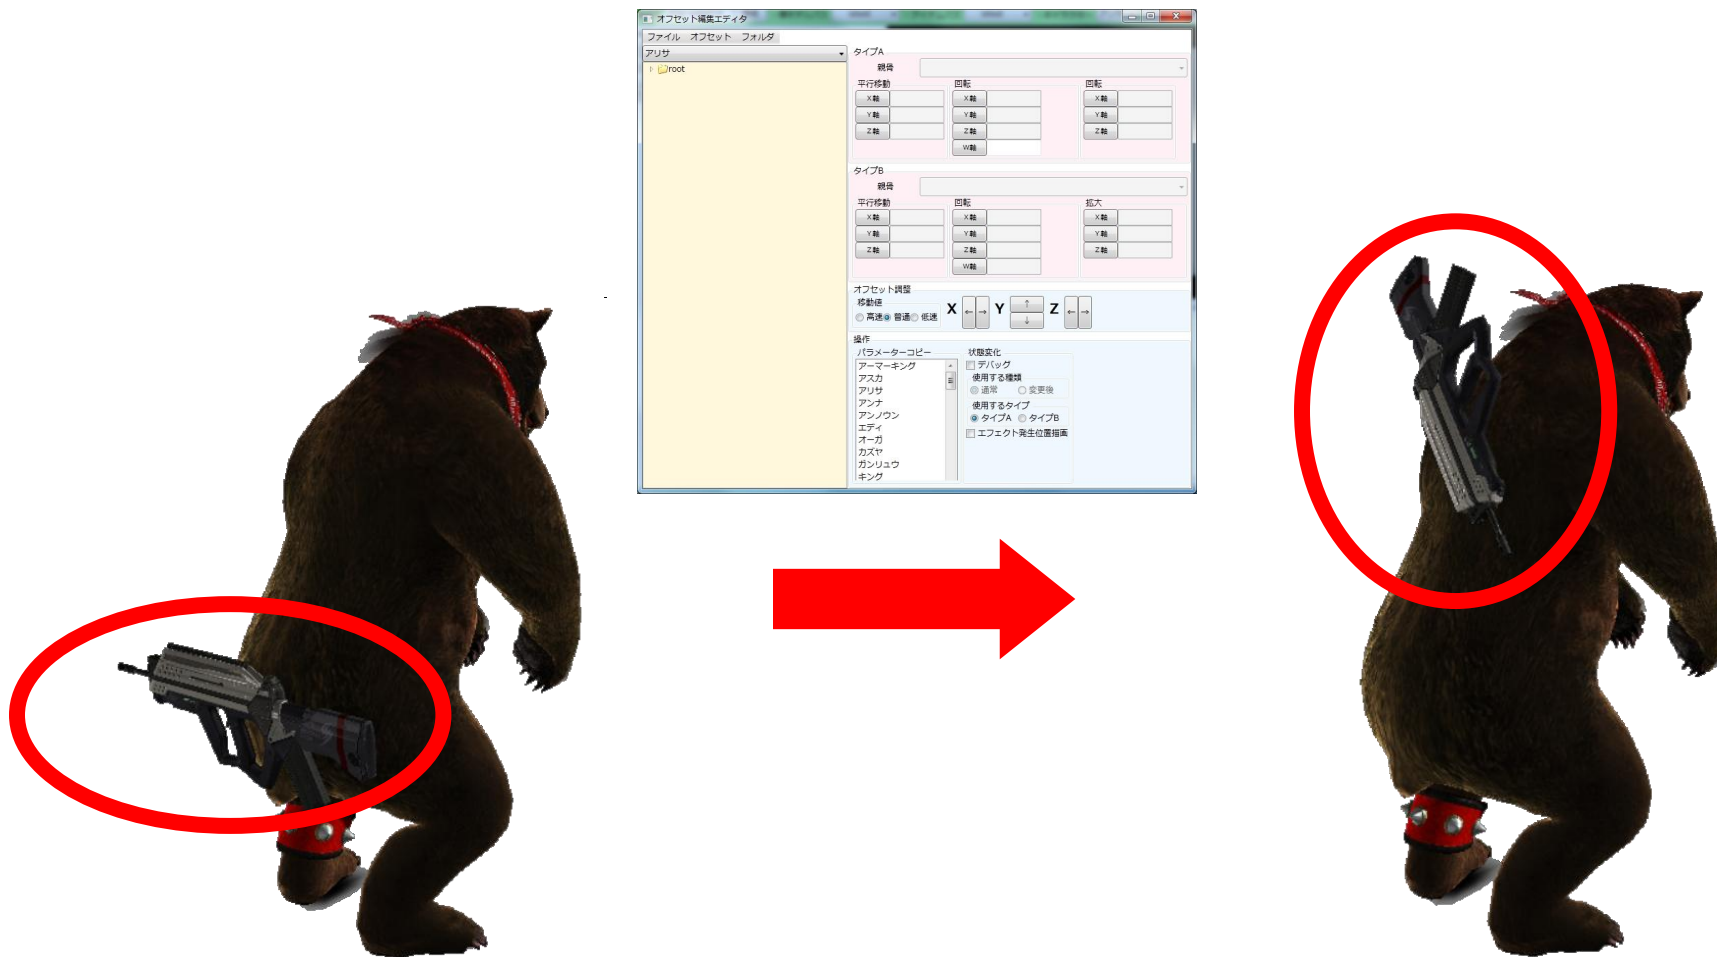 オフセット編集エディタ
ファイル オフセット フォルダ
アリサ
root
タイプA
親骨
平行移動 回転 回転
X軸 X軸 X軸
Y軸 Y軸 Y軸
Z軸 Z軸 Z軸
W軸
タイプB
親骨
平行移動 回転 拡大
X軸 X軸 X軸
Y軸 Y軸 Y軸
Z軸 Z軸 Z軸
W軸
オフセット調整
移動値
高速 普通 低速
X ← → Y ↑ ↓ Z ← →
操作
パラメーターコピー
アーマーキング
アスカ
アリサ
アンナ
アンノウン
エディ
オーガ
カズヤ
ガンリュウ
キング
状態変化
デバッグ
使用する種類
通常 変更後
使用するタイプ
タイプA タイプB
エフェクト発生位置描画